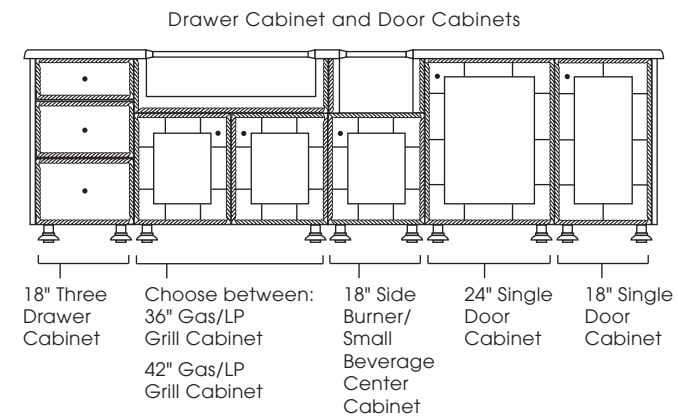 Drawer Cabinet and Door Cabinets
18" Three
Drawer
Cabinet
Choose between:
36" Gas/LP
Grill Cabinet
42" Gas/LP
Grill Cabinet
18" Side
Burner/
Small
Beverage
Center
Cabinet
24" Single
Door
Cabinet
18" Single
Door
Cabinet